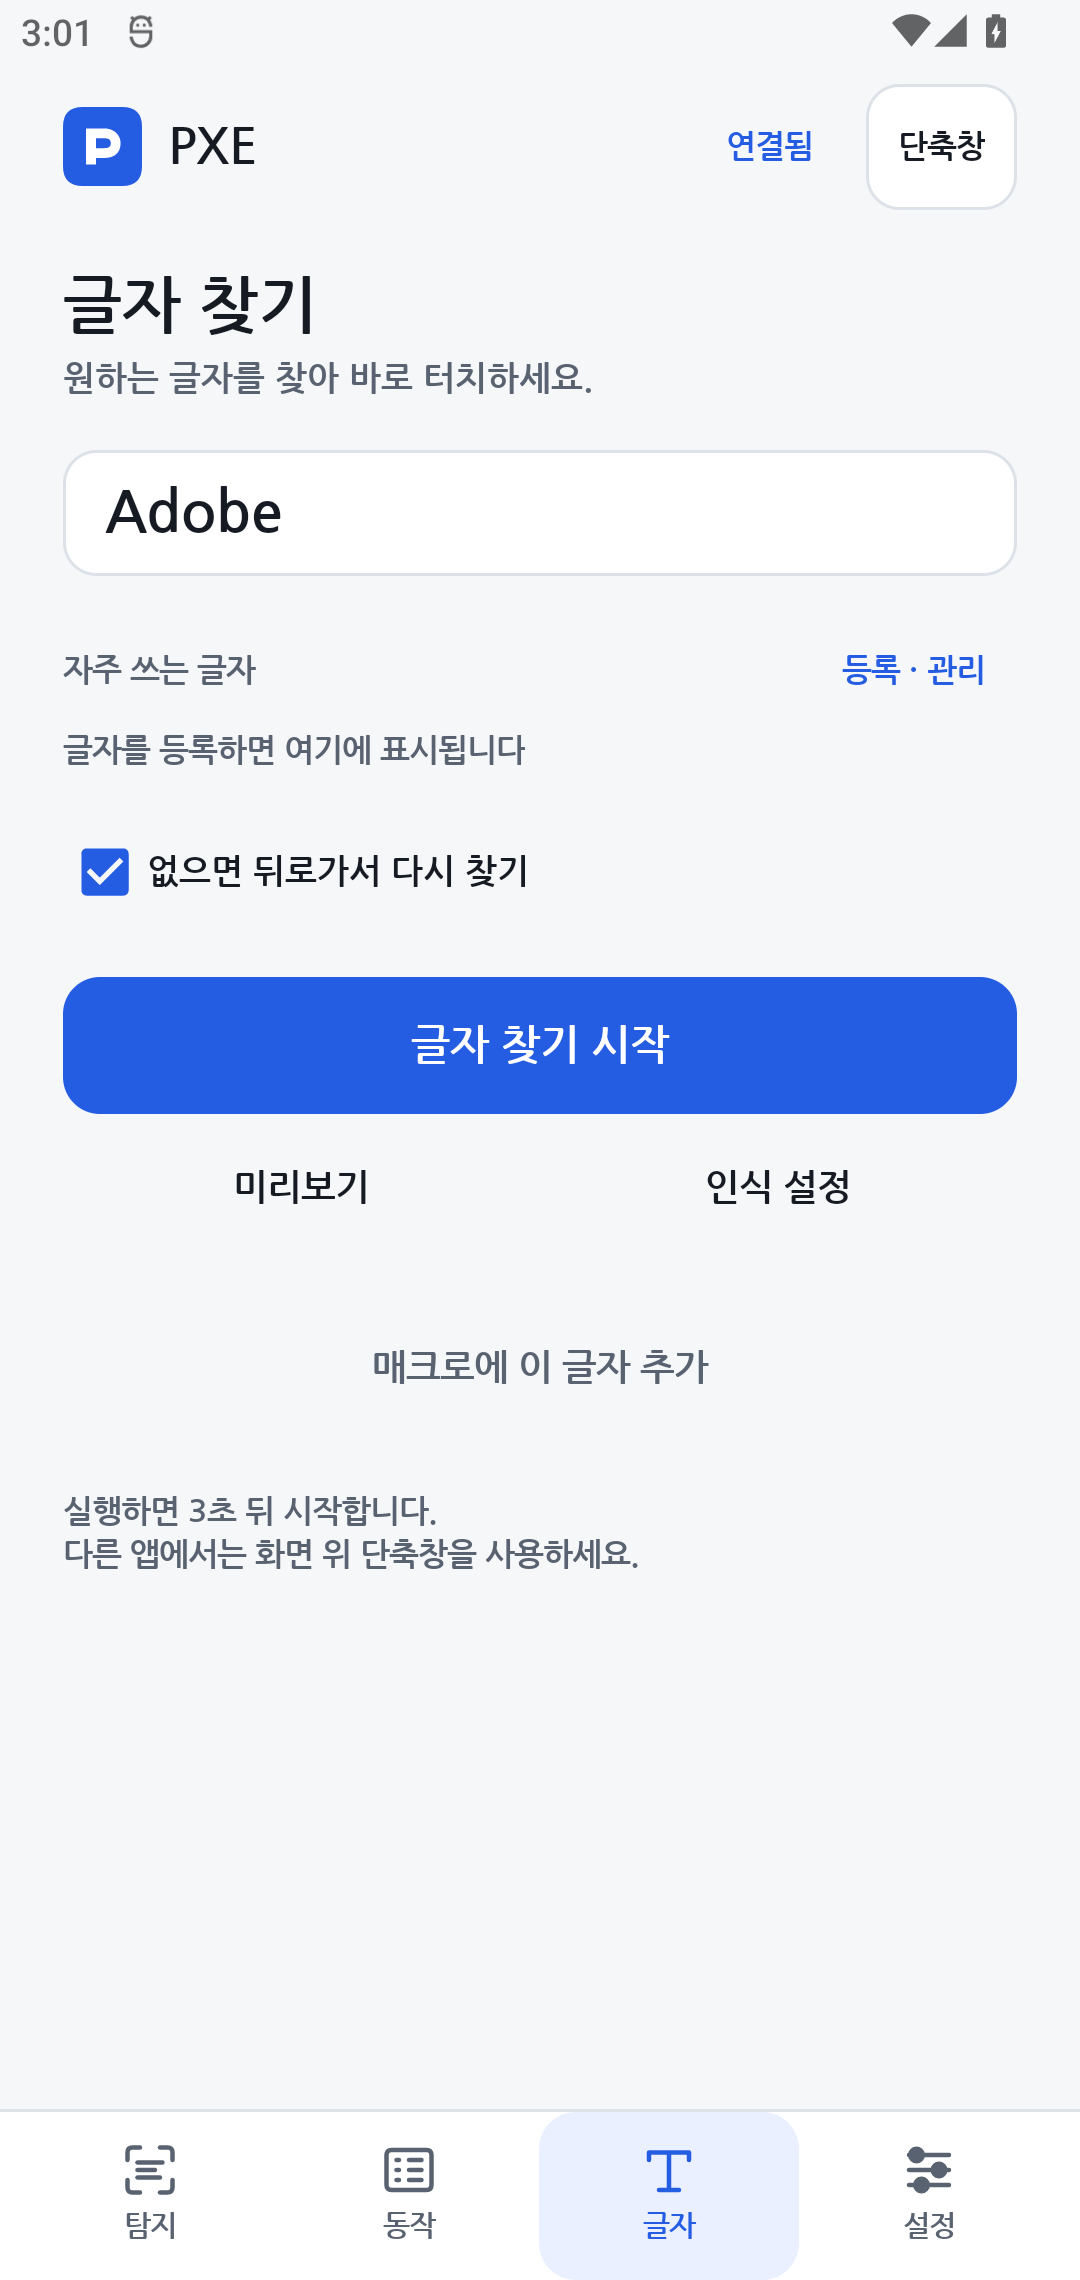 3:01
PXE
연결됨
단축창
글자 찾기
원하는 글자를 찾아 바로 터치하세요.
Adobe
자주 쓰는 글자
등록 · 관리
글자를 등록하면 여기에 표시됩니다
없으면 뒤로가서 다시 찾기
글자 찾기 시작
미리보기
인식 설정
매크로에 이 글자 추가
실행하면 3초 뒤 시작합니다.
다른 앱에서는 화면 위 단축창을 사용하세요.
탐지
동작
글자
설정